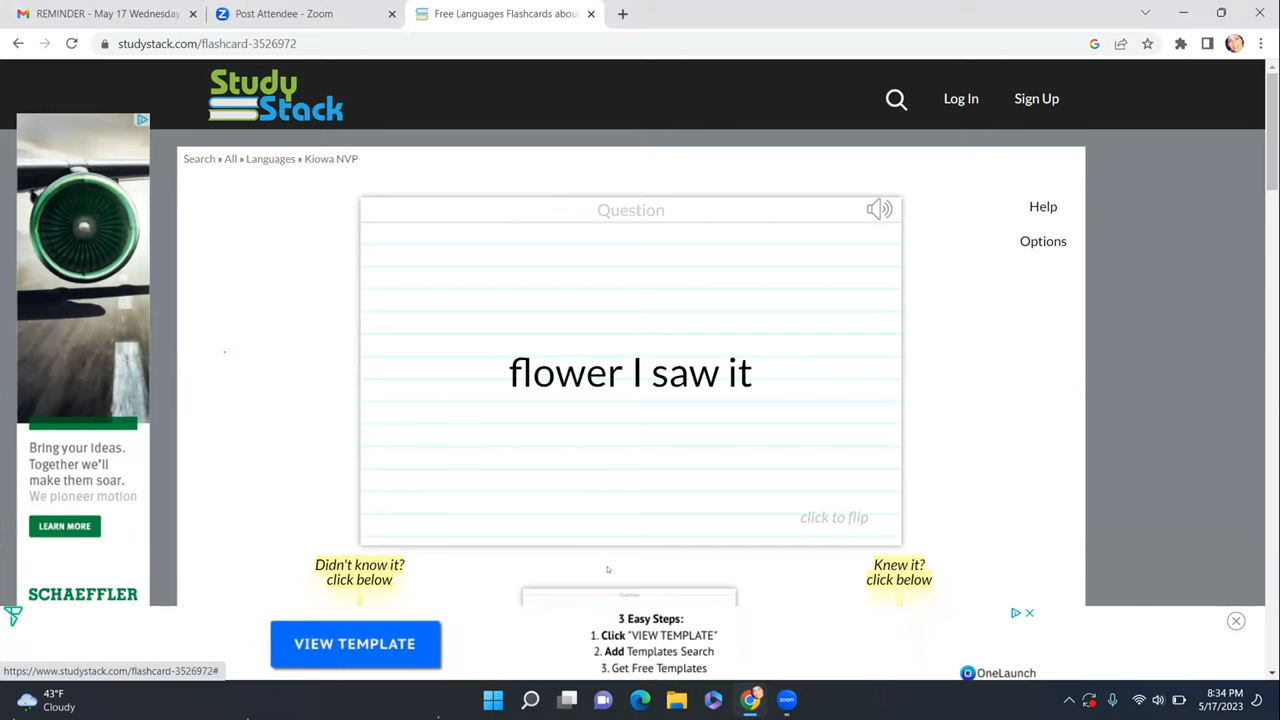 REMINDER - May 17 Wednesday
Post Attendee - Zoom
Free Languages Flashcards about
studystack.com/flashcard-3526972
Study
Stack
Log In
Sign Up
Search » All » Languages » Kiowa NVP
Question
Help
Options
flower I saw it
click to flip
Bring your ideas.
Together we'll
make them soar.
We pioneer motion
LEARN MORE
SCHAEFFLER
Didn't know it?
click below
Knew it?
click below
Question
VIEW TEMPLATE
3 Easy Steps:
1. Click "VIEW TEMPLATE"
2. Add Templates Search
3. Get Free Templates
OneLaunch
https://www.studystack.com/flashcard-3526972#
43°F
Cloudy
8:34 PM
5/17/2023